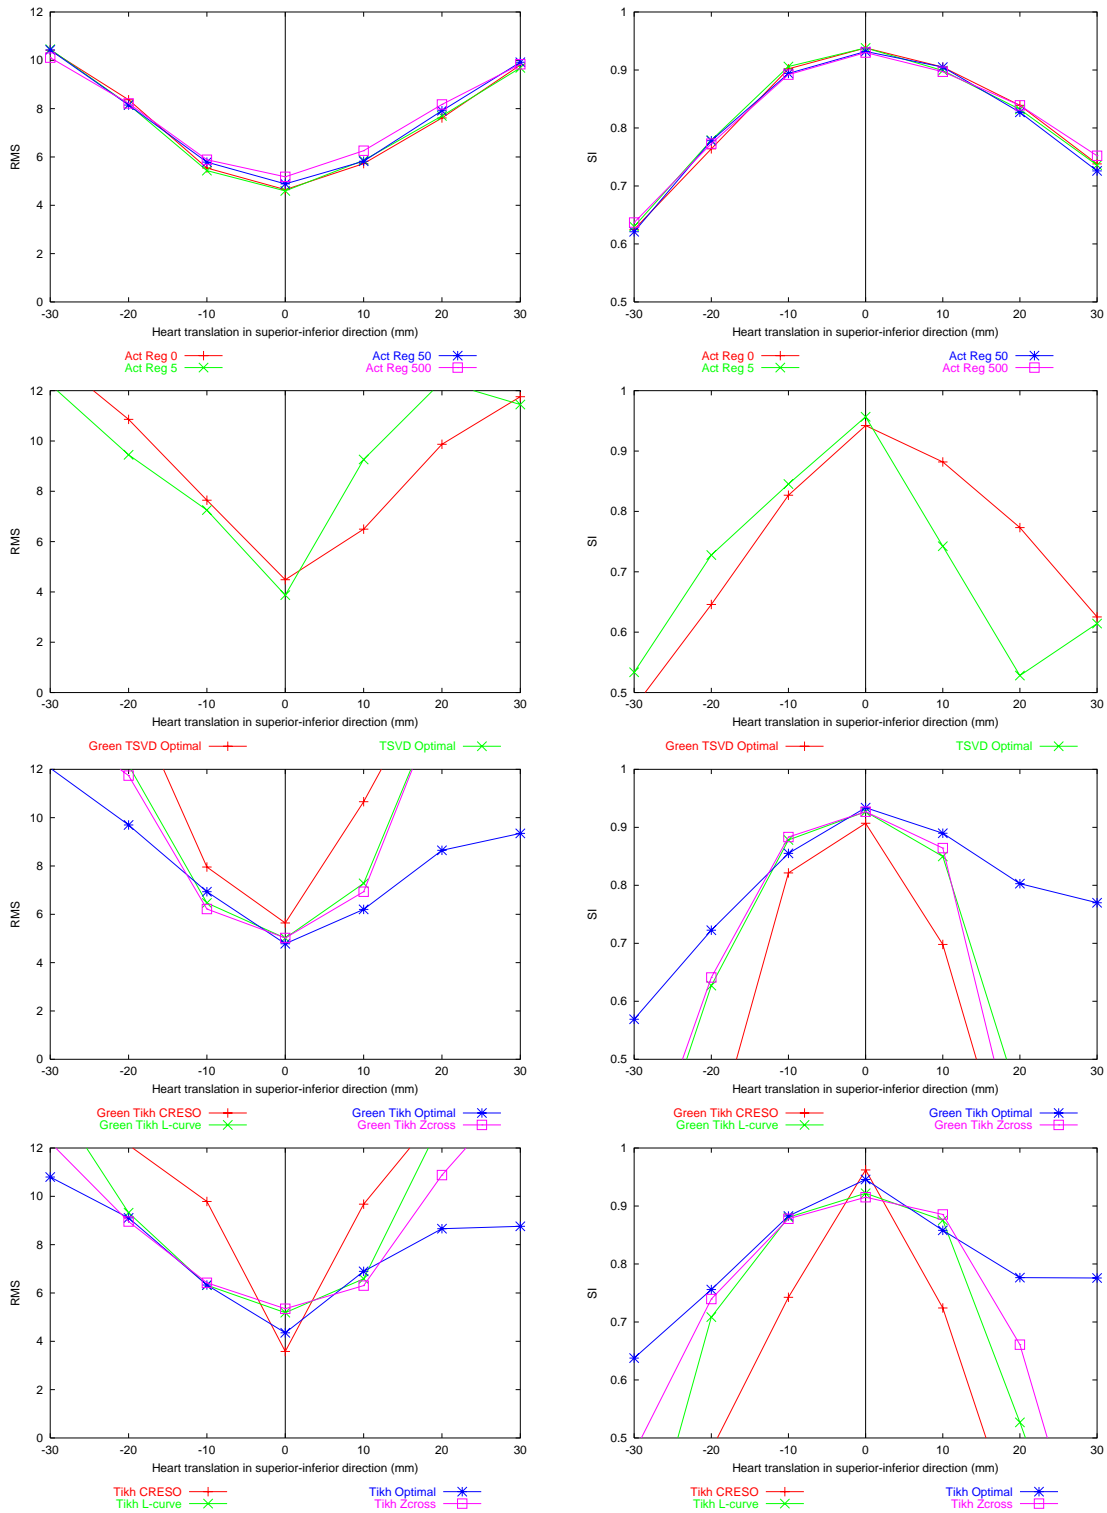 12
10
8
6
4
2
0
RMS
-30 -20 -10 0 10 20 30
Heart translation in superior-inferior direction (mm)
Act Reg 0 Act Reg 50
Act Reg 5 Act Reg 500
1
0.9
0.8
0.7
0.6
0.5
SI
-30 -20 -10 0 10 20 30
Heart translation in superior-inferior direction (mm)
Act Reg 0 Act Reg 50
Act Reg 5 Act Reg 500
12
10
8
6
4
2
0
RMS
-30 -20 -10 0 10 20 30
Heart translation in superior-inferior direction (mm)
Green TSVD Optimal TSVD Optimal
1
0.9
0.8
0.7
0.6
0.5
SI
-30 -20 -10 0 10 20 30
Heart translation in superior-inferior direction (mm)
Green TSVD Optimal TSVD Optimal
12
10
8
6
4
2
0
RMS
-30 -20 -10 0 10 20 30
Heart translation in superior-inferior direction (mm)
Green Tikh CRESO Green Tikh Optimal
Green Tikh L-curve Green Tikh Zcross
1
0.9
0.8
0.7
0.6
0.5
SI
-30 -20 -10 0 10 20 30
Heart translation in superior-inferior direction (mm)
Green Tikh CRESO Green Tikh Optimal
Green Tikh L-curve Green Tikh Zcross
12
10
8
6
4
2
0
RMS
-30 -20 -10 0 10 20 30
Heart translation in superior-inferior direction (mm)
Tikh CRESO Tikh Optimal
Tikh L-curve Tikh Zcross
1
0.9
0.8
0.7
0.6
0.5
SI
-30 -20 -10 0 10 20 30
Heart translation in superior-inferior direction (mm)
Tikh CRESO Tikh Optimal
Tikh L-curve Tikh Zcross